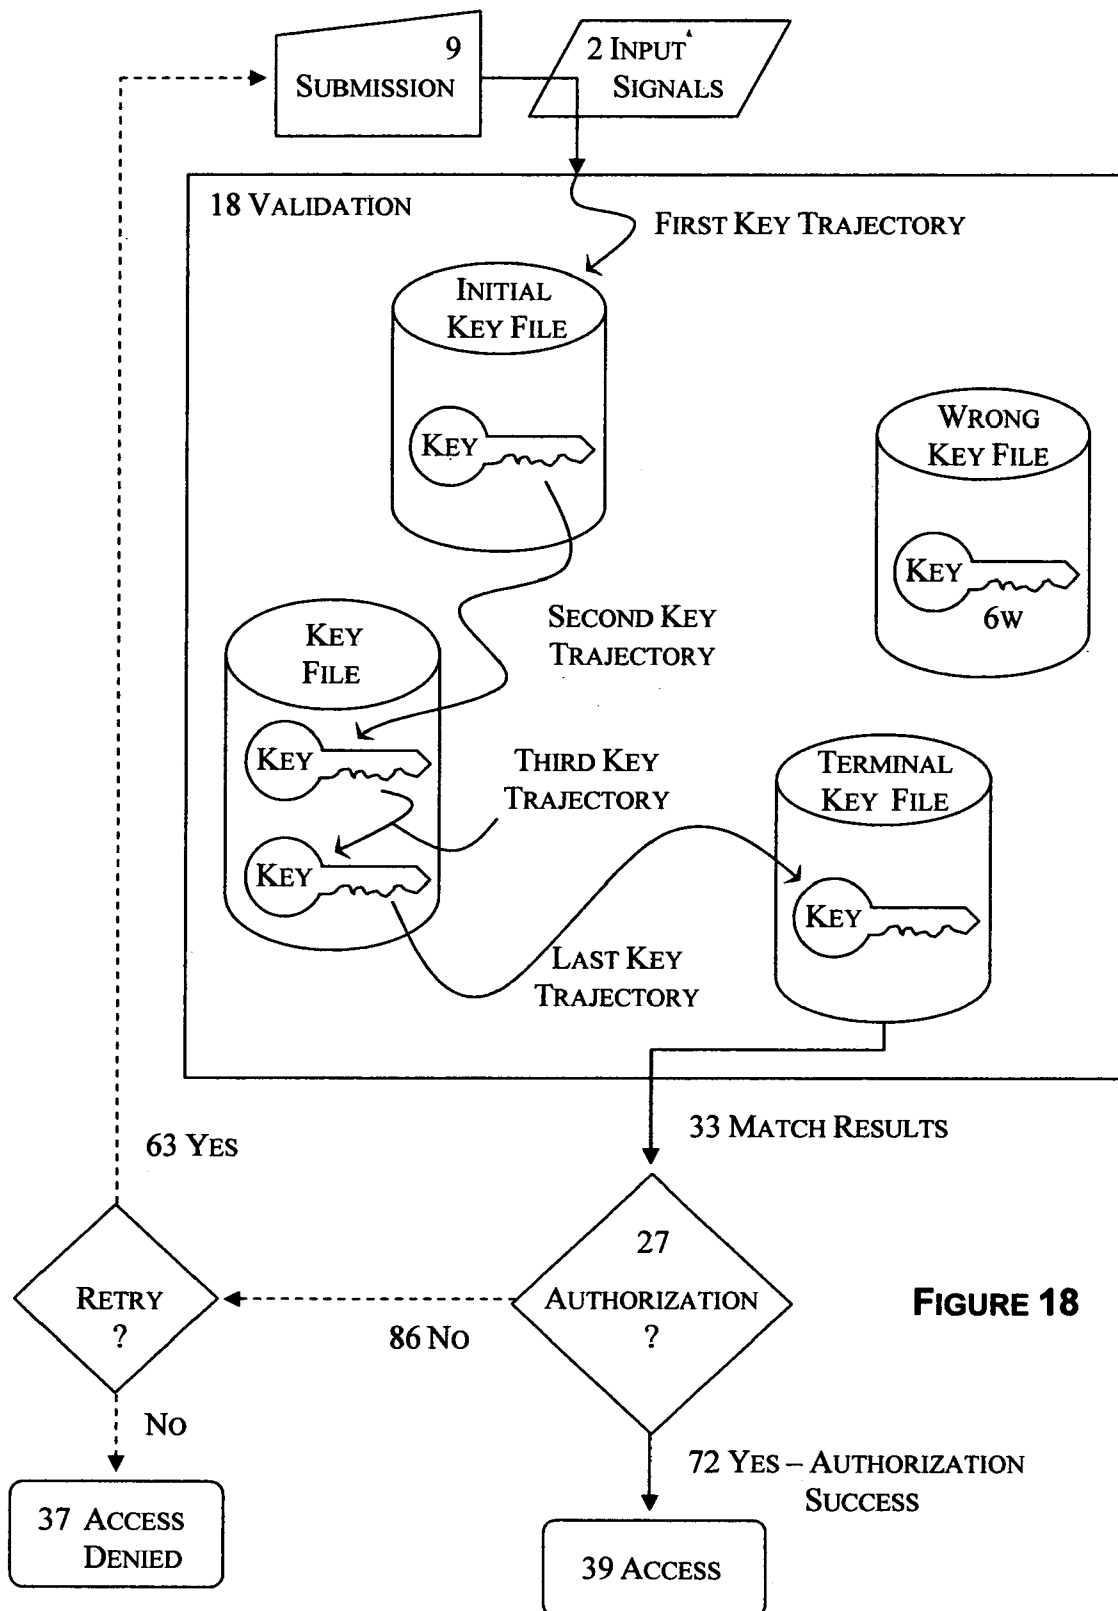 9
SUBMISSION
2 INPUT
SIGNALS
18 VALIDATION
FIRST KEY TRAJECTORY
INITIAL
KEY FILE
KEY
WRONG
KEY FILE
KEY
6W
SECOND KEY
TRAJECTORY
KEY
FILE
KEY
THIRD KEY
TRAJECTORY
KEY
TERMINAL
KEY FILE
KEY
LAST KEY
TRAJECTORY
33 MATCH RESULTS
63 YES
27
AUTHORIZATION
?
RETRY
?
86 NO
FIGURE 18
NO
72 YES – AUTHORIZATION
SUCCESS
37 ACCESS
DENIED
39 ACCESS